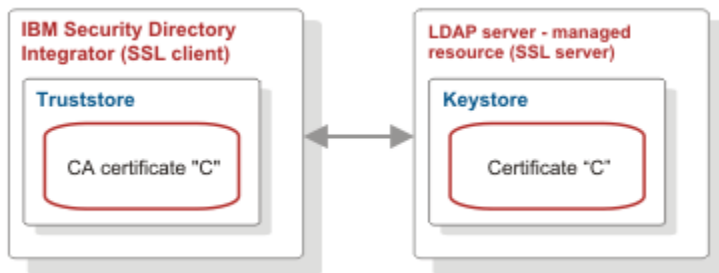 IBM Security Directory
Integrator (SSL client)
Truststore
CA certificate "C"
LDAP server - managed
resource (SSL server)
Keystore
Certificate “C”